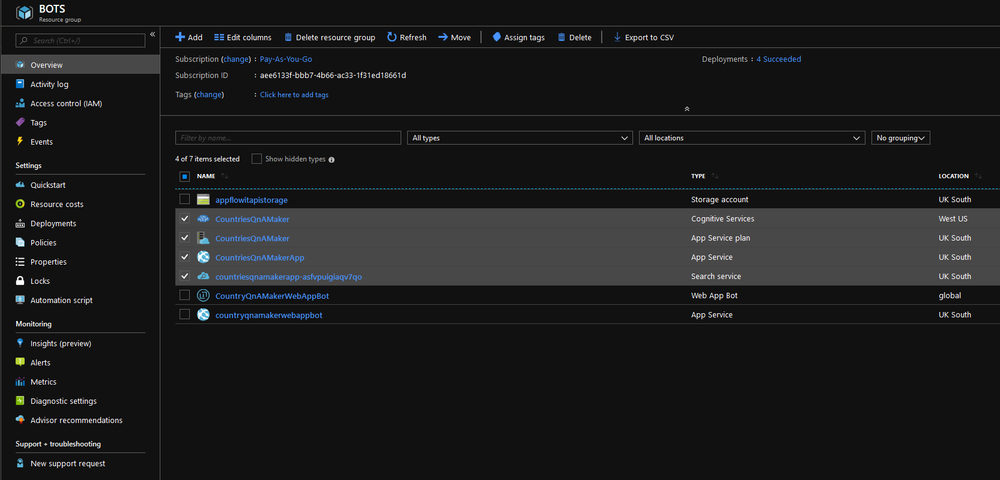 BOTS
Resource group
Search (Ctrl+/)
«
Overview
Activity log
Access control (IAM)
Tags
Events
Settings
Quickstart
Resource costs
Deployments
Policies
Properties
Locks
Automation script
Monitoring
Insights (preview)
Alerts
Metrics
Diagnostic settings
Advisor recommendations
Support + troubleshooting
New support request
Add Edit columns Delete resource group Refresh Move Assign tags Delete Export to CSV
Subscription (change) : Pay-As-You-Go Deployments : 4 Succeeded
Subscription ID : aee6133f-bbb7-4b66-ac33-1f31ed18661d
Tags (change) : Click here to add tags
Filter by name... All types All locations No grouping
4 of 7 items selected Show hidden types
NAME TYPE LOCATION
appflowitapistorage Storage account UK South
CountriesQnAMaker Cognitive Services West US
CountriesQnAMaker App Service plan UK South
CountriesQnAMakerApp App Service UK South
countriesqnamakerapp-asfvpuigiaqv7qo Search service UK South
CountryQnAMakerWebAppBot Web App Bot global
countryqnamakerwebappbot App Service UK South